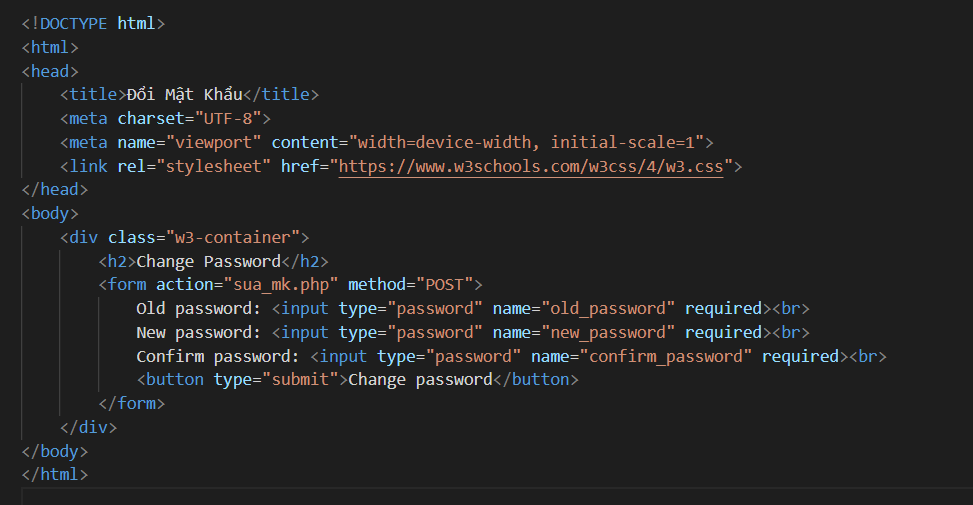 <!DOCTYPE html>
<html>
<head>
    <title>Đổi Mật Khẩu</title>
    <meta charset="UTF-8">
    <meta name="viewport" content="width=device-width, initial-scale=1">
    <link rel="stylesheet" href="https://www.w3schools.com/w3css/4/w3.css">
</head>
<body>
    <div class="w3-container">
        <h2>Change Password</h2>
        <form action="sua_mk.php" method="POST">
            Old password: <input type="password" name="old_password" required><br>
            New password: <input type="password" name="new_password" required><br>
            Confirm password: <input type="password" name="confirm_password" required><br>
            <button type="submit">Change password</button>
        </form>
    </div>
</body>
</html>